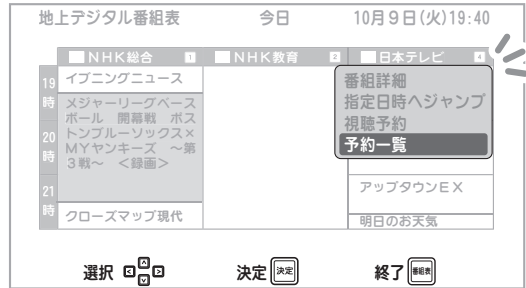 地上デジタル番組表 今日 10月9日(火)19:40
NHK総合 1 NHK教育 2 日本テレビ 4
19時
20時
21時
イブニングニュース
メジャーリーグベース
ボール 開幕戦 ボス
トンブルーソックス×
MYヤンキーズ ～第
3戦～ <録画>
クローズマップ現代
番組詳細
指定日時へジャンプ
視聴予約
予約一覧
アップタウンEX
明日のお天気
選択 決定 決定 終了 番組表